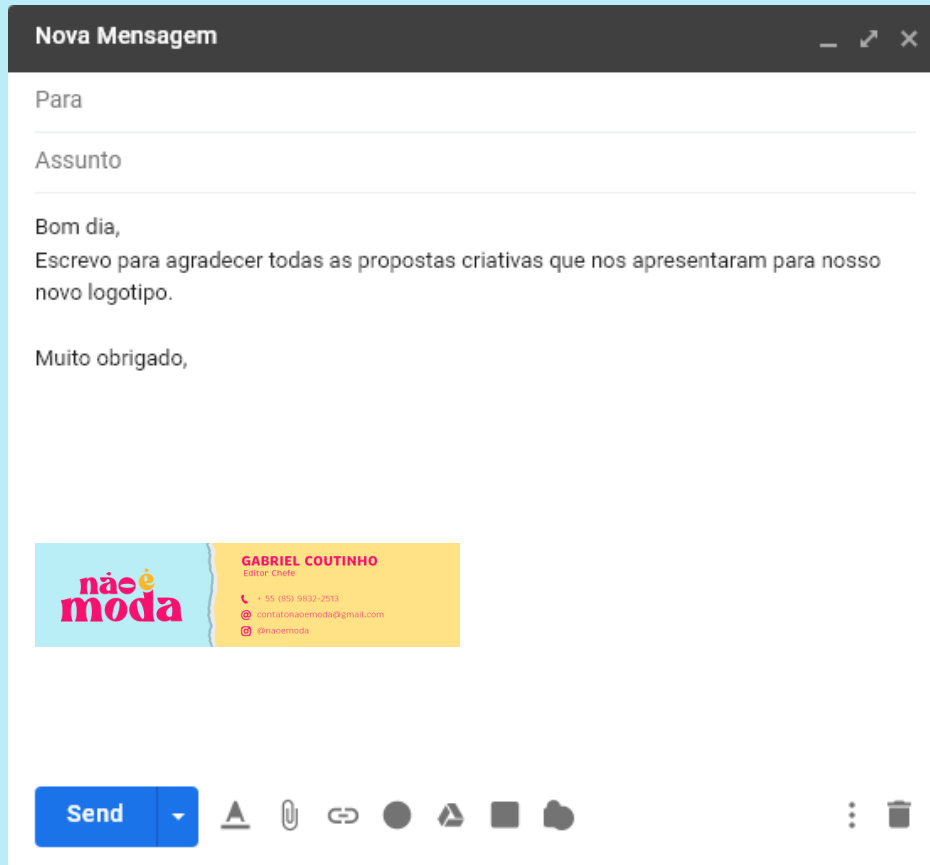 Nova Mensagem
Para
Assunto
Bom dia,
Escrevo para agradecer todas as propostas criativas que nos apresentaram para nosso
novo logotipo.
Muito obrigado,
não é
moda
GABRIEL COUTINHO
Editor Chefe
+ 55 (85) 9832-2513
contatonaoemoda@gmail.com
@naoemoda
Send